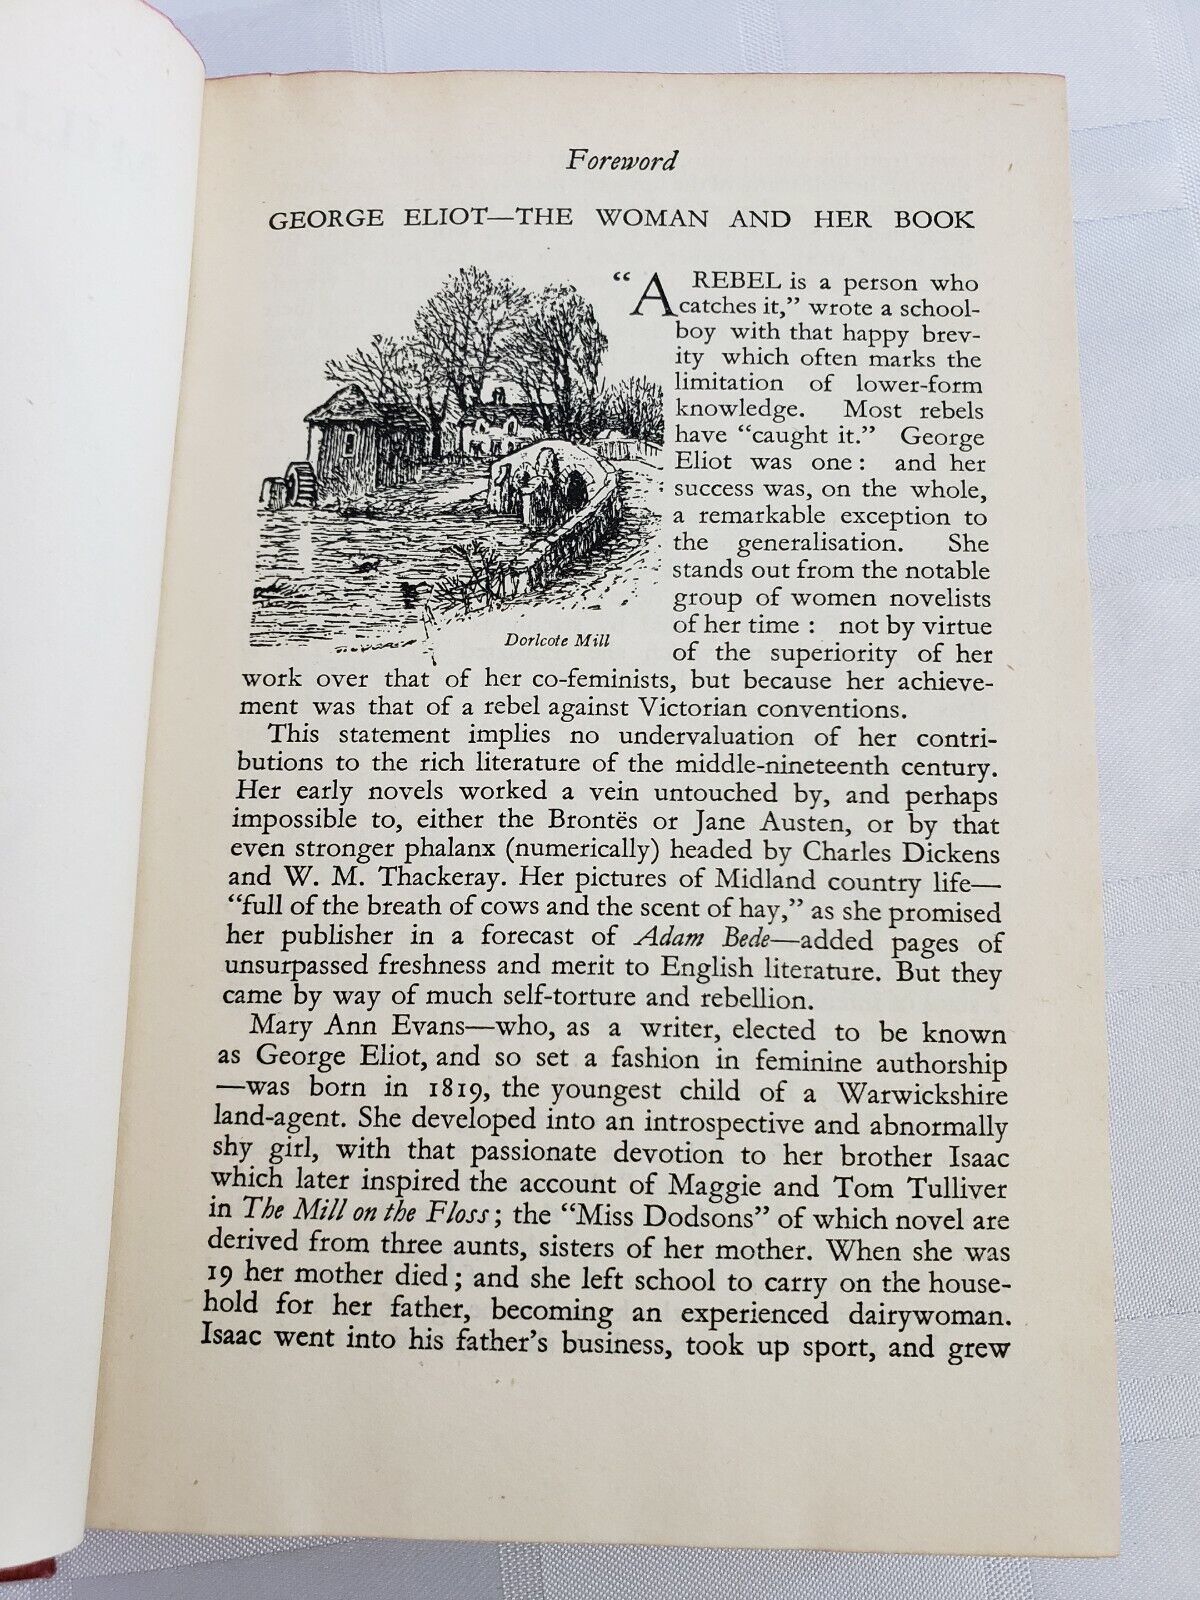 Foreword
GEORGE ELIOT—THE WOMAN AND HER BOOK
“A REBEL is a person who
catches it,” wrote a school-
boy with that happy brev-
ity which often marks the
limitation of lower-form
knowledge. Most rebels
have “caught it.” George
Eliot was one: and her
success was, on the whole,
a remarkable exception to
the generalisation. She
stands out from the notable
group of women novelists
of her time: not by virtue
of the superiority of her
Dorlcote Mill
work over that of her co-feminists, but because her achieve-
ment was that of a rebel against Victorian conventions.
This statement implies no undervaluation of her contri-
butions to the rich literature of the middle-nineteenth century.
Her early novels worked a vein untouched by, and perhaps
impossible to, either the Brontës or Jane Austen, or by that
even stronger phalanx (numerically) headed by Charles Dickens
and W. M. Thackeray. Her pictures of Midland country life—
“full of the breath of cows and the scent of hay,” as she promised
her publisher in a forecast of Adam Bede—added pages of
unsurpassed freshness and merit to English literature. But they
came by way of much self-torture and rebellion.
Mary Ann Evans—who, as a writer, elected to be known
as George Eliot, and so set a fashion in feminine authorship
—was born in 1819, the youngest child of a Warwickshire
land-agent. She developed into an introspective and abnormally
shy girl, with that passionate devotion to her brother Isaac
which later inspired the account of Maggie and Tom Tulliver
in The Mill on the Floss; the “Miss Dodsons” of which novel are
derived from three aunts, sisters of her mother. When she was
19 her mother died; and she left school to carry on the house-
hold for her father, becoming an experienced dairywoman.
Isaac went into his father’s business, took up sport, and grew